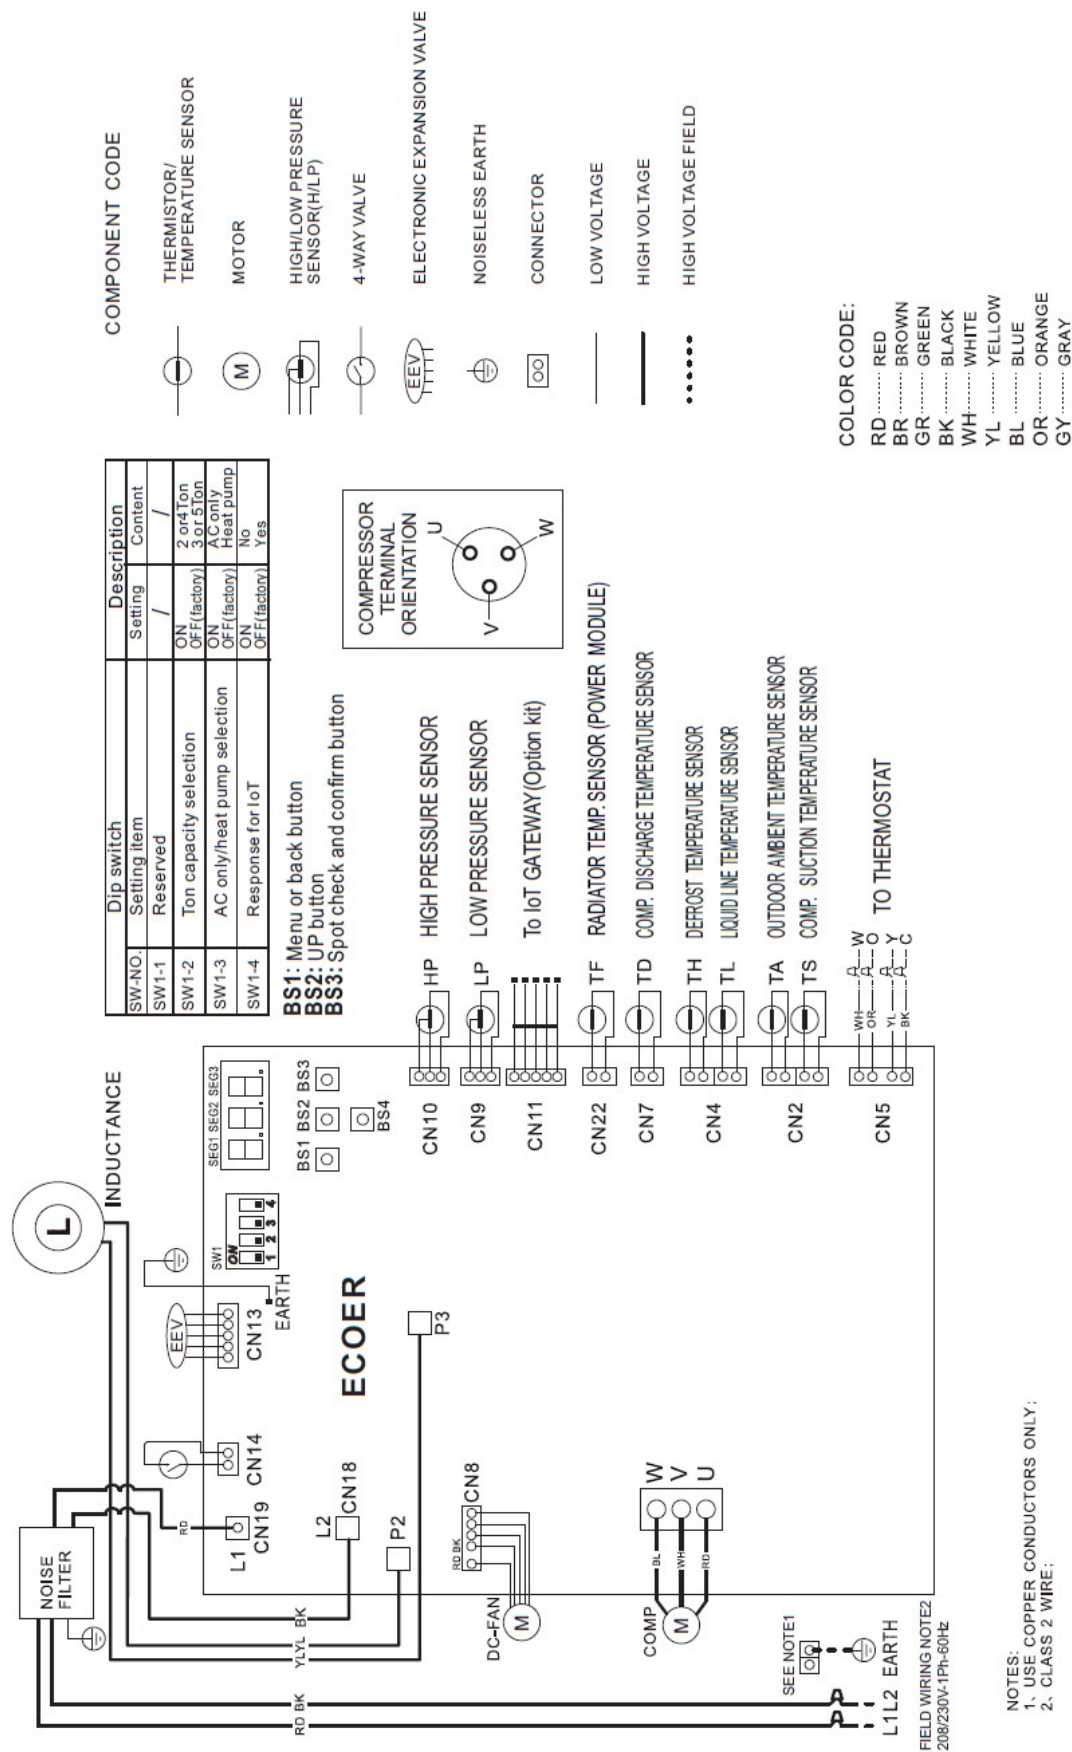 INDUCTANCE
L
NOISE
FILTER
EEV
CN14
CN13
EARTH
SW1
ON
1 2 3 4
SEG1 SEG2 SEG3
BS1 BS2 BS3
BS4
RD
L1
CN19
L2
CN18
P2
P3
ECOER
RD BK
YLYL BK
DC-FAN
M
RD BK
CN8
COMP
M
BL
WH
RD
W
V
U
SEE NOTE1
L1L2 EARTH
FIELD WIRING NOTE2
208/230V-1Ph-60Hz
CN10
HP
HIGH PRESSURE SENSOR
CN9
LP
LOW PRESSURE SENSOR
CN11
To IoT GATEWAY(Option kit)
CN22
TF
RADIATOR TEMP.SENSOR (POWER MODULE)
CN7
TD
COMP. DISCHARGE TEMPERATURE SENSOR
CN4
TH
DEFROST TEMPERATURE SENSOR
TL
LIQUID LINE TEMPERATURE SENSOR
CN2
TA
OUTDOOR AMBIENT TEMPERATURE SENSOR
TS
COMP. SUCTION TEMPERATURE SENSOR
CN5
WH W
OR O
YL Y
BK C
TO THERMOSTAT
Dip switch Description
SW-NO. Setting item Setting Content
SW1-1 Reserved / /
SW1-2 Ton capacity selection ON 2 or4Ton
OFF(factory) 3 or 5Ton
SW1-3 AC only/heat pump selection ON AC only
OFF(factory) Heat pump
SW1-4 Response for IoT ON No
OFF(factory) Yes
BS1: Menu or back button
BS2: UP button
BS3: Spot check and confirm button
COMPRESSOR
TERMINAL
ORIENTATION
U
V
W
COMPONENT CODE
THERMISTOR/
TEMPERATURE SENSOR
M
MOTOR
HIGH/LOW PRESSURE
SENSOR(H/LP)
4-WAY VALVE
EEV
ELECTRONIC EXPANSION VALVE
NOISELESS EARTH
CONNECTOR
LOW VOLTAGE
HIGH VOLTAGE
HIGH VOLTAGE FIELD
COLOR CODE:
RD ........ RED
BR ........ BROWN
GR ........ GREEN
BK ........ BLACK
WH ........ WHITE
YL ........ YELLOW
BL ........ BLUE
OR ........ ORANGE
GY ........ GRAY
NOTES:
1、USE COPPER CONDUCTORS ONLY;
2、CLASS 2 WIRE;